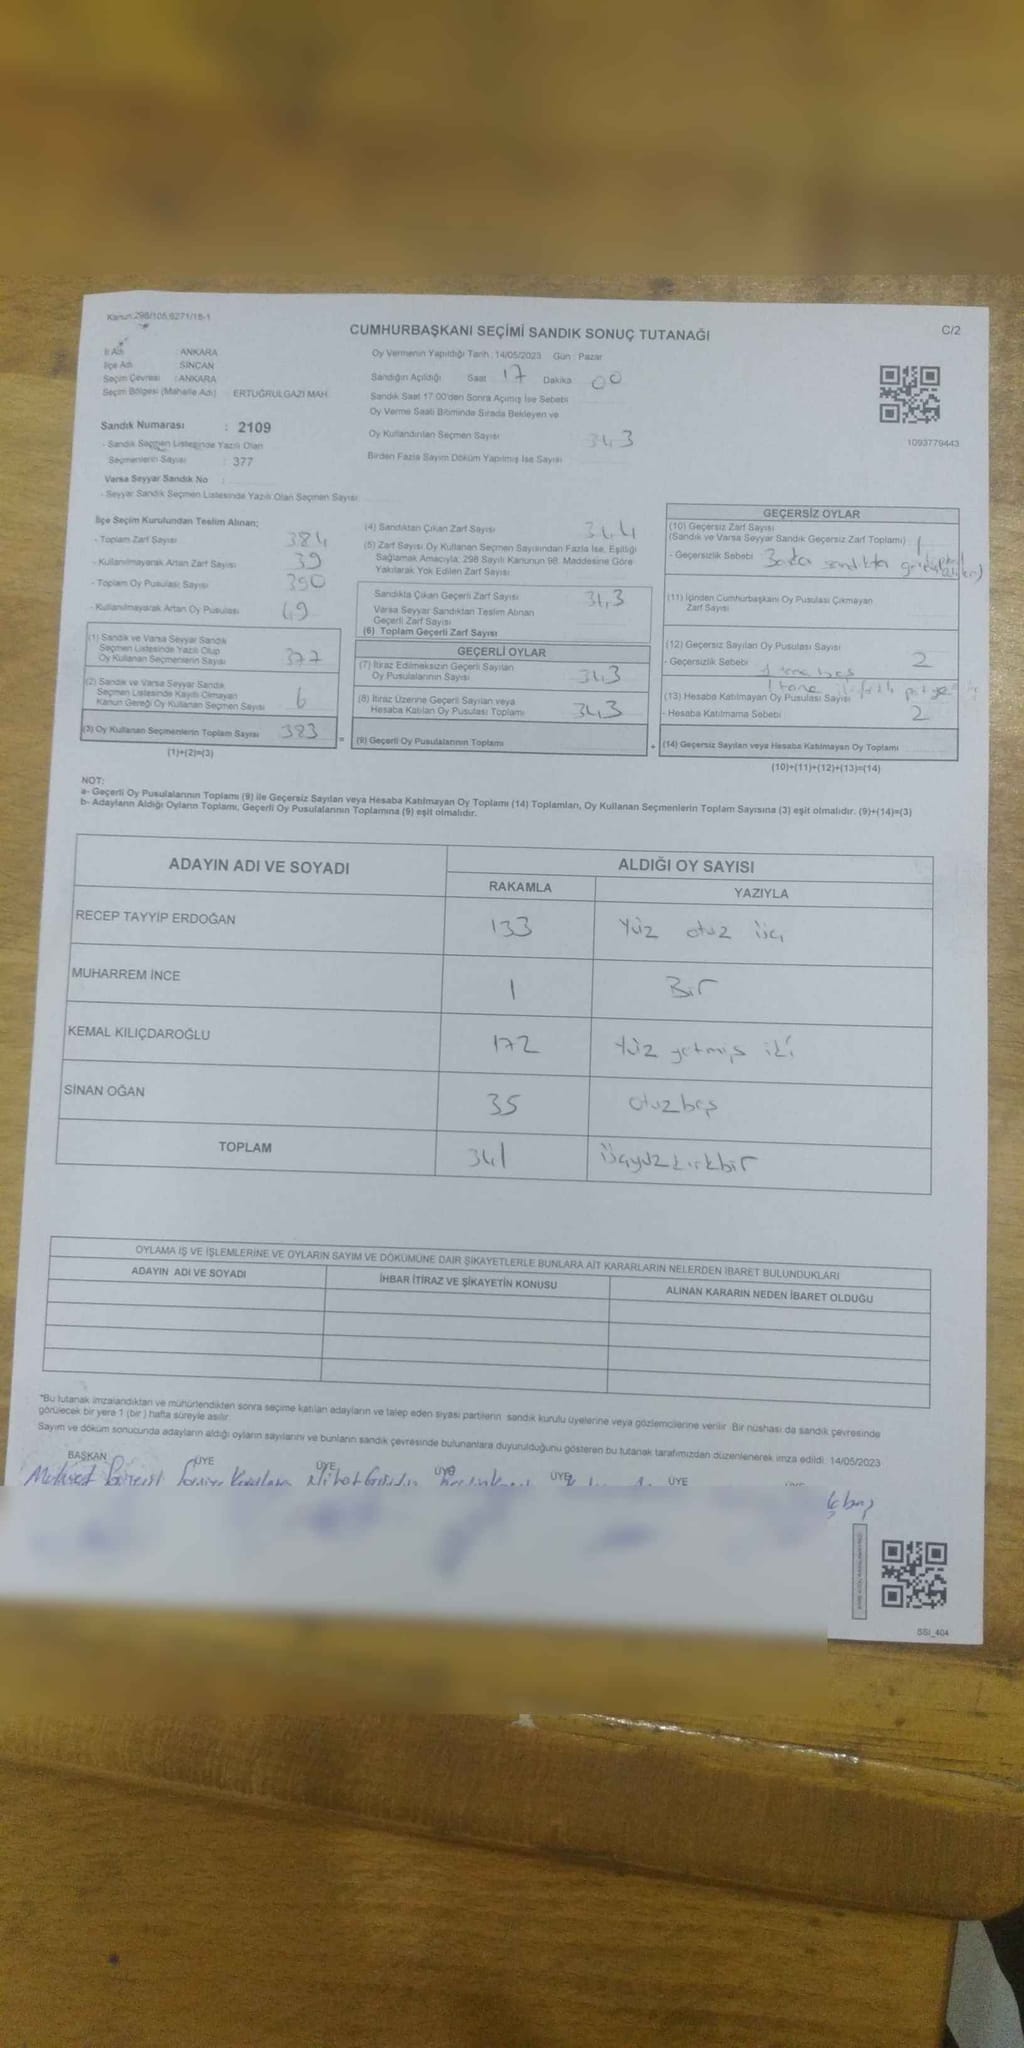 Kanun:298/105,6271/18-1
CUMHURBAŞKANI SEÇİMİ SANDIK SONUÇ TUTANAĞI
C/2
İl Adı ANKARA
İlçe Adı SİNCAN
Seçim Çevresi : ANKARA
Seçim Bölgesi (Mahalle Adı) ERTUĞRULGAZİ MAH.
Sandık Numarası : 2109
- Sandık Seçmen Listesinde Yazılı Olan
Seçmenlerin Sayısı : 377
Varsa Seyyar Sandık No
- Seyyar Sandık Seçmen Listesinde Yazılı Olan Seçmen Sayısı
Oy Vermenin Yapıldığı Tarih : 14/05/2023 Gün : Pazar
Sandığın Açıldığı Saat 17 Dakika 00
Sandık Saat 17.00'den Sonra Açımış İse Sebebi
Oy Verme Saati Bitiminde Sırada Bekleyen ve
Oy Kullandırılan Seçmen Sayısı 343
Birden Fazla Sayım Döküm Yapılmış İse Sayısı
1093779443
İlçe Seçim Kurulundan Teslim Alınan;
- Toplam Zarf Sayısı 384
- Kullanılmayarak Artan Zarf Sayısı 39
- Toplam Oy Pusulası Sayısı 390
- Kullanılmayarak Artan Oy Pusulası 49
(1) Sandık ve Varsa Seyyar Sandık
Seçmen Listesinde Yazılı Olup
Oy Kullanan Seçmenlerin Sayısı 377
(2) Sandık ve Varsa Seyyar Sandık
Seçmen Listesinde Kayıtlı Olmayan
Kanun Gereği Oy Kullanan Seçmen Sayısı 6
(3) Oy Kullanan Seçmenlerin Toplam Sayısı 383
(1)+(2)=(3)
=
(4) Sandıktan Çıkan Zarf Sayısı 344
(5) Zarf Sayısı Oy Kullanan Seçmen Sayısından Fazla İse, Eşitliği
Sağlamak Amacıyla; 298 Sayılı Kanunun 98. Maddesine Göre
Yakılarak Yok Edilen Zarf Sayısı
Sandıkta Çıkan Geçerli Zarf Sayısı 343
Varsa Seyyar Sandıktan Teslim Alınan
Geçerli Zarf Sayısı
(6) Toplam Geçerli Zarf Sayısı
GEÇERLİ OYLAR
(7) İtiraz Edilmeksizin Geçerli Sayılan
Oy Pusulalarının Sayısı 343
(8) İtiraz Üzerine Geçerli Sayılan veya
Hesaba Katılan Oy Pusulası Toplamı 343
(9) Geçerli Oy Pusulalarının Toplamı
+
GEÇERSİZ OYLAR
(10) Geçersiz Zarf Sayısı
(Sandık ve Varsa Seyyar Sandık Geçersiz Zarf Toplamı) 1
- Geçersizlik Sebebi
(11) İçinden Cumhurbaşkanı Oy Pusulası Çıkmayan
Zarf Sayısı
(12) Geçersiz Sayılan Oy Pusulası Sayısı 2
- Geçersizlik Sebebi 1 tane boş
1 tane
(13) Hesaba Katılmayan Oy Pusulası Sayısı 2
- Hesaba Katılmama Sebebi
(14) Geçersiz Sayılan veya Hesaba Katılmayan Oy Toplamı
(10)+(11)+(12)+(13)=(14)
NOT:
a- Geçerli Oy Pusulalarının Toplamı (9) ile Geçersiz Sayılan veya Hesaba Katılmayan Oy Toplamı (14) Toplamları, Oy Kullanan Seçmenlerin Toplam Sayısına (3) eşit olmalıdır. (9)+(14)=(3)
b- Adayların Aldığı Oyların Toplamı, Geçerli Oy Pusulalarının Toplamına (9) eşit olmalıdır.
ADAYIN ADI VE SOYADI ALDIĞI OY SAYISI
RAKAMLA YAZIYLA
RECEP TAYYİP ERDOĞAN 133 Yüz otuz üç
MUHARREM İNCE 1 Bir
KEMAL KILIÇDAROĞLU 172 Yüz yetmiş iki
SİNAN OĞAN 35 otuzbeş
TOPLAM 341 üçyüzkırkbir
OYLAMA İŞ VE İŞLEMLERİNE VE OYLARIN SAYIM VE DÖKÜMÜNE DAİR ŞİKAYETLERLE BUNLARA AİT KARARLARIN NELERDEN İBARET BULUNDUKLARI
ADAYIN ADI VE SOYADI İHBAR İTİRAZ VE ŞİKAYETİN KONUSU ALINAN KARARIN NEDEN İBARET OLDUĞU
"Bu tutanak imzalandıktan ve mühürlendikten sonra seçime katılan adayların ve talep eden siyasi partilerin sandık kurulu üyelerine veya gözlemcilerine verilir. Bir nüshası da sandık çevresinde
görülecek bir yere 1 (bir ) hafta süreyle asılır.
Sayım ve döküm sonucunda adayların aldığı oyların sayılarını ve bunların sandık çevresinde bulunanlara duyurulduğunu gösteren bu tutanak tarafımızdan düzenlenerek imza edildi. 14/05/2023
BAŞKAN ÜYE ÜYE ÜYE ÜYE ÜYE
SSI_404